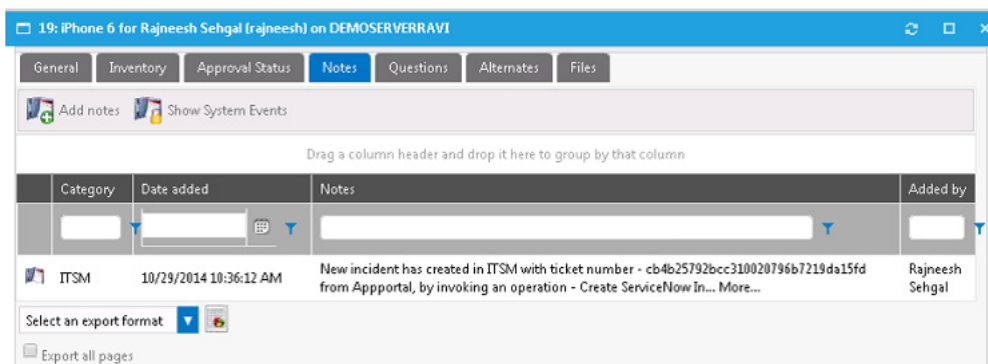 19: iPhone 6 for Rajneesh Sehgal (rajneesh) on DEMOSERVERRAVI
General Inventory Approval Status Notes Questions Alternates Files
Add notes Show System Events
Drag a column header and drop it here to group by that column
Category Date added Notes Added by
ITSM 10/29/2014 10:36:12 AM New incident has created in ITSM with ticket number - cb4b25792bcc310020796b7219da15fd Rajneesh
from Appportal, by invoking an operation - Create ServiceNow In... More... Sehgal
Select an export format
Export all pages